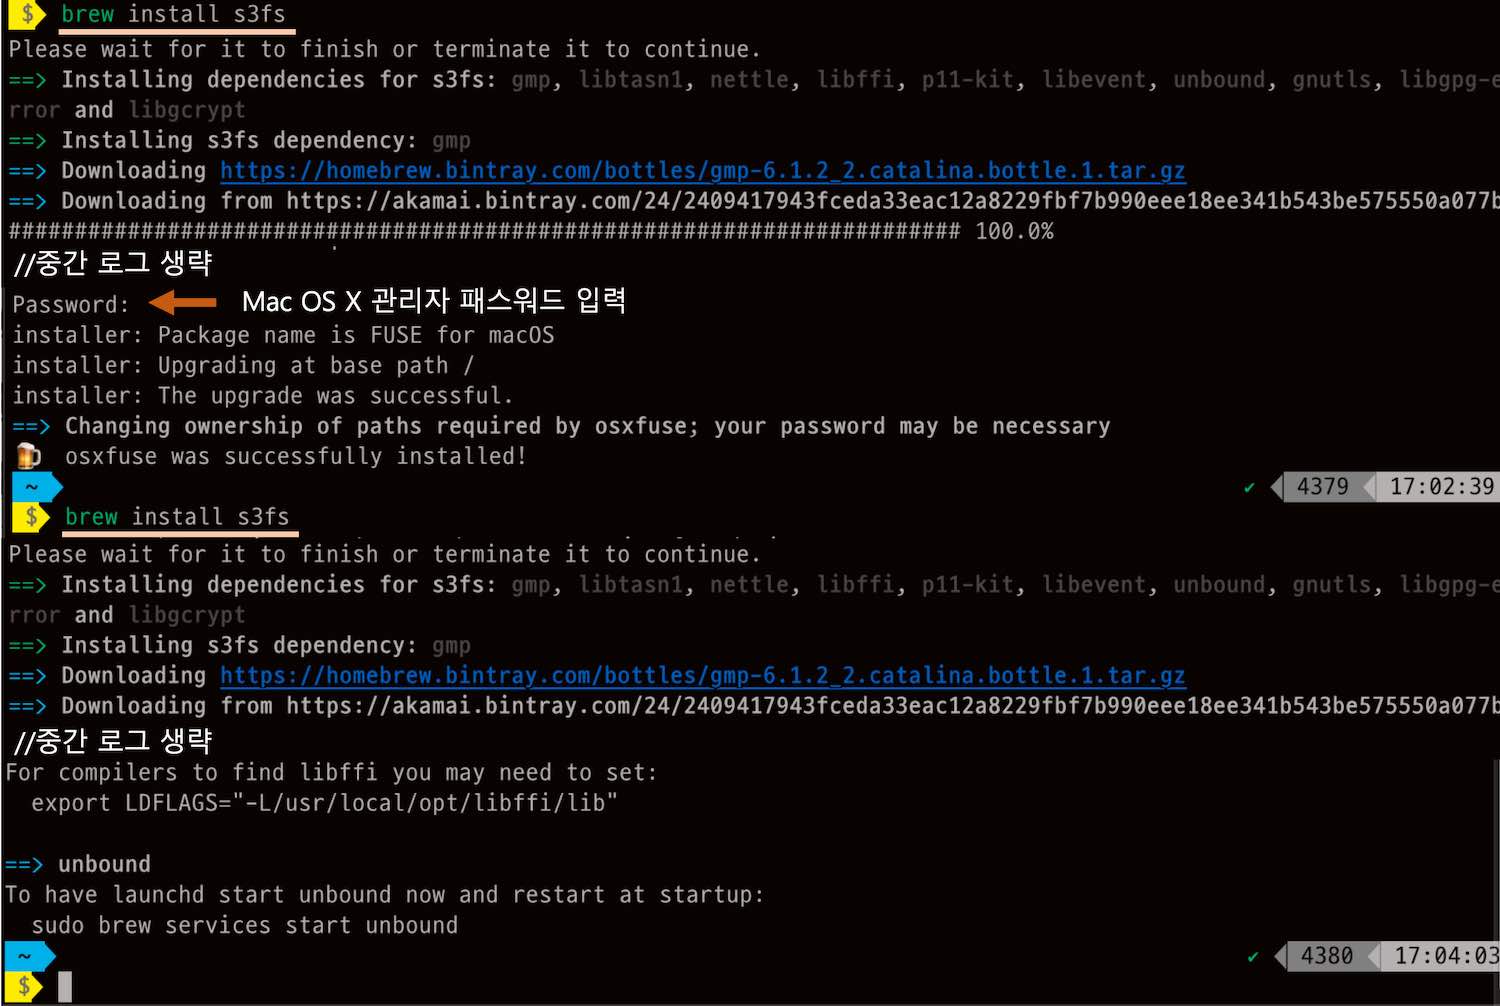 $ brew install s3fs
Please wait for it to finish or terminate it to continue.
==> Installing dependencies for s3fs: gmp, libtasn1, nettle, libffi, p11-kit, libevent, unbound, gnutls, libgpg-e
rror and libgcrypt
==> Installing s3fs dependency: gmp
==> Downloading https://homebrew.bintray.com/bottles/gmp-6.1.2_2.catalina.bottle.1.tar.gz
==> Downloading from https://akamai.bintray.com/24/2409417943fceda33eac12a8229fbf7b990eee18ee341b543be575550a077b
######################################################################## 100.0%
//중간 로그 생략
Password: Mac OS X 관리자 패스워드 입력
installer: Package name is FUSE for macOS
installer: Upgrading at base path /
installer: The upgrade was successful.
==> Changing ownership of paths required by osxfuse; your password may be necessary
🍺 osxfuse was successfully installed!
~ ✔ 4379 17:02:39
$ brew install s3fs
Please wait for it to finish or terminate it to continue.
==> Installing dependencies for s3fs: gmp, libtasn1, nettle, libffi, p11-kit, libevent, unbound, gnutls, libgpg-e
rror and libgcrypt
==> Installing s3fs dependency: gmp
==> Downloading https://homebrew.bintray.com/bottles/gmp-6.1.2_2.catalina.bottle.1.tar.gz
==> Downloading from https://akamai.bintray.com/24/2409417943fceda33eac12a8229fbf7b990eee18ee341b543be575550a077b
//중간 로그 생략
For compilers to find libffi you may need to set:
export LDFLAGS="-L/usr/local/opt/libffi/lib"
==> unbound
To have launchd start unbound now and restart at startup:
sudo brew services start unbound
~ ✔ 4380 17:04:03
$